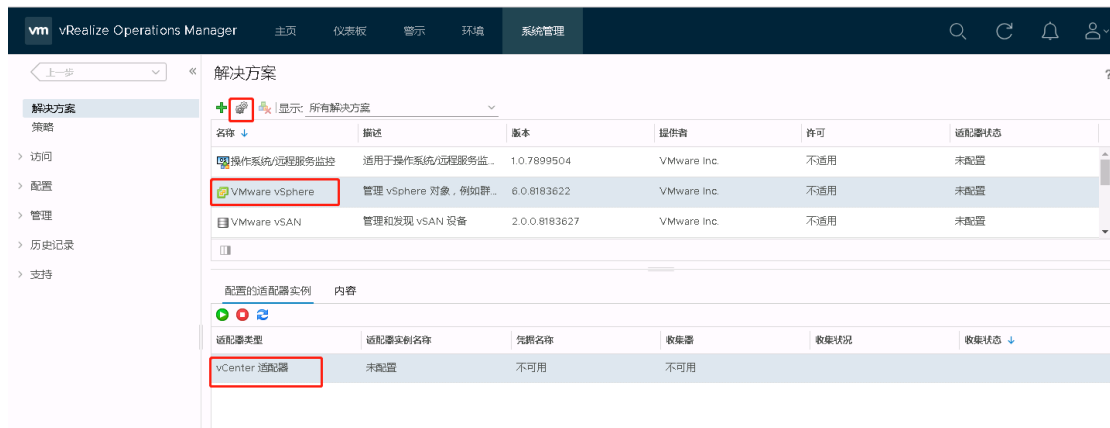 vm vRealize Operations Manager 主页 仪表板 警示 环境 系统管理
上一步 « 解决方案 ?
显示: 所有解决方案
解决方案
策略
› 访问
› 配置
› 管理
› 历史记录
› 支持
名称 ↓ 描述 版本 提供者 许可 适配器状态
操作系统/远程服务监控 适用于操作系统/远程服务监... 1.0.7899504 VMware Inc. 不适用 未配置
VMware vSphere 管理 vSphere 对象，例如群... 6.0.8183622 VMware Inc. 不适用 未配置
VMware vSAN 管理和发现 vSAN 设备 2.0.0.8183627 VMware Inc. 不适用 未配置
配置的适配器实例 内容
适配器类型 适配器实例名称 凭据名称 收集器 收集状况 收集状态 ↓
vCenter 适配器 未配置 不可用 不可用